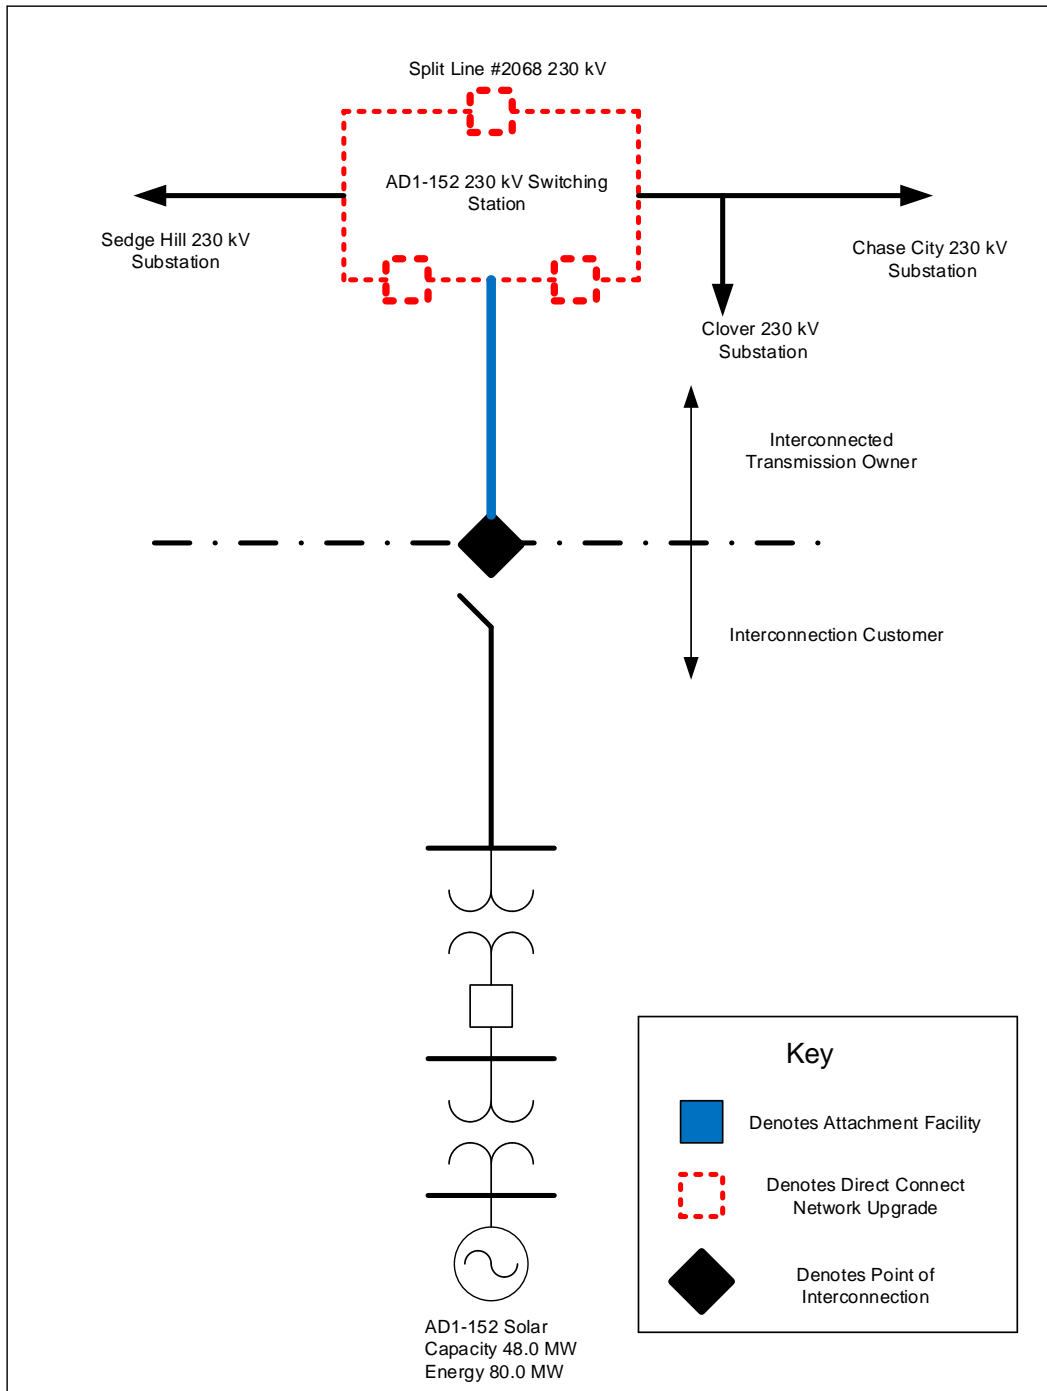 Split Line #2068 230 kV
AD1-152 230 kV Switching
Station
Sedge Hill 230 kV
Substation
Chase City 230 kV
Substation
Clover 230 kV
Substation
Interconnected
Transmission Owner
Interconnection Customer
Key
Denotes Attachment Facility
Denotes Direct Connect
Network Upgrade
Denotes Point of
Interconnection
AD1-152 Solar
Capacity 48.0 MW
Energy 80.0 MW